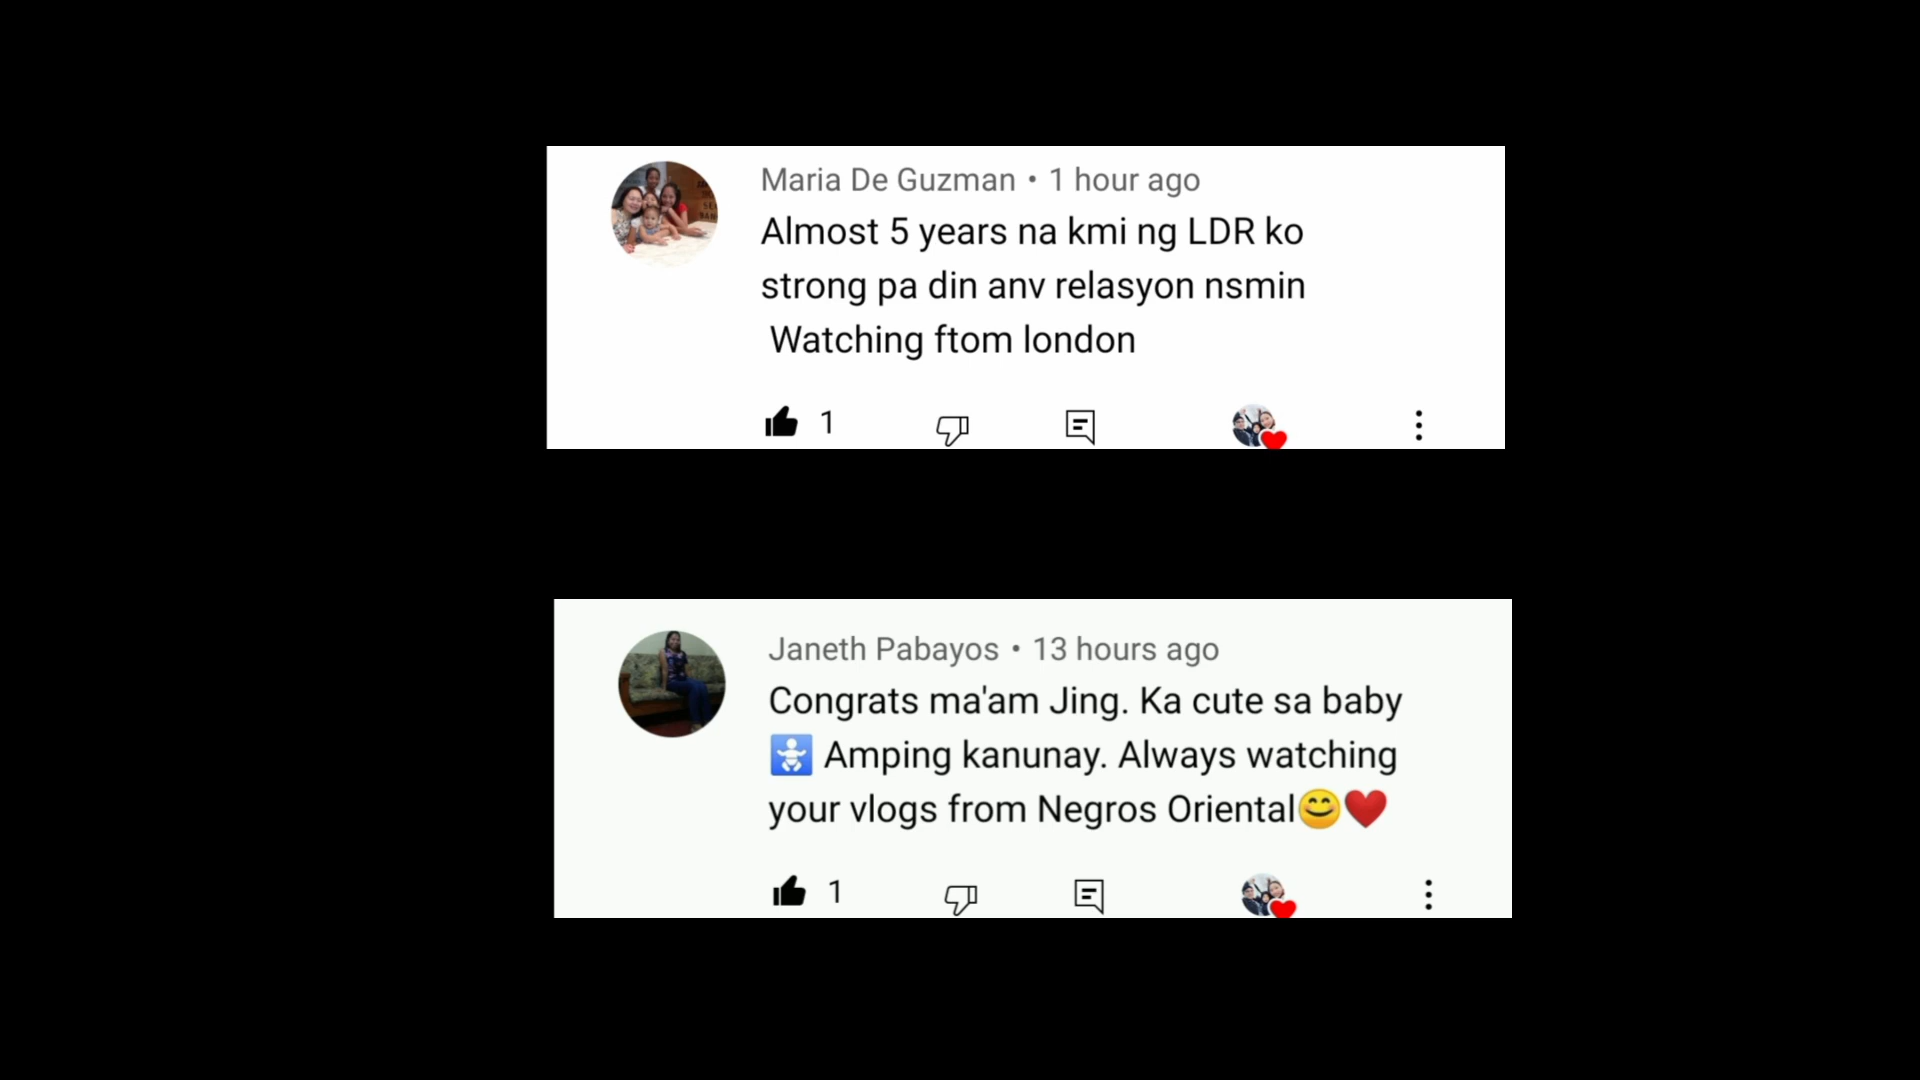 Maria De Guzman • 1 hour ago
Almost 5 years na kmi ng LDR ko
strong pa din anv relasyon nsmin
Watching ftom london
1
Janeth Pabayos • 13 hours ago
Congrats ma'am Jing. Ka cute sa baby
🚼 Amping kanunay. Always watching
your vlogs from Negros Oriental😊❤️
1